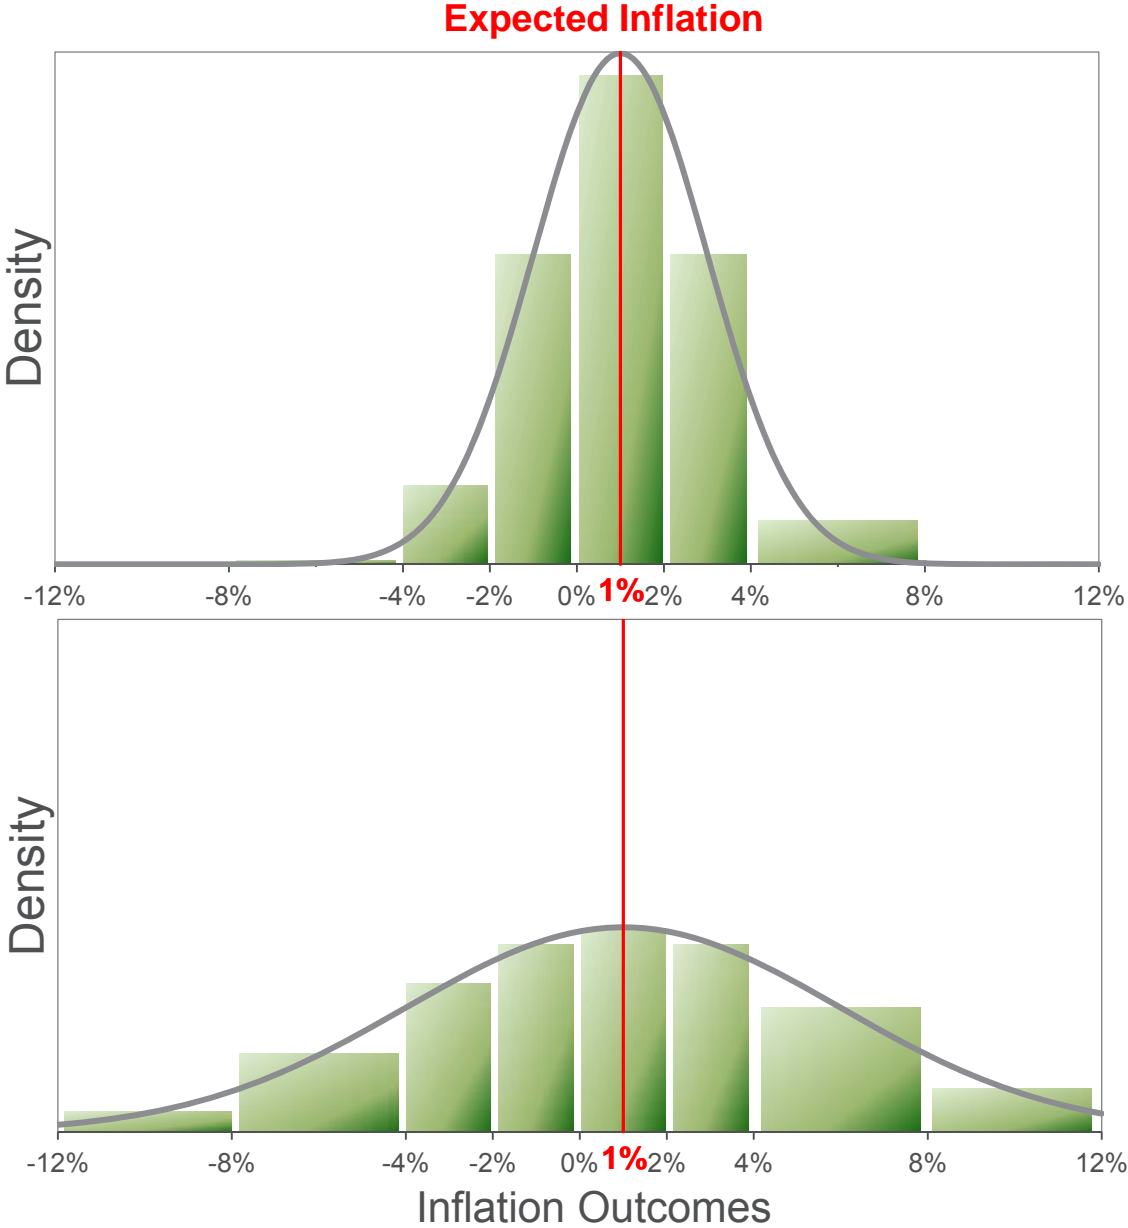 Expected Inflation
Density
-12% -8% -4% -2% 0% 1% 2% 4% 8% 12%
Density
-12% -8% -4% -2% 0% 1% 2% 4% 8% 12%
Inflation Outcomes